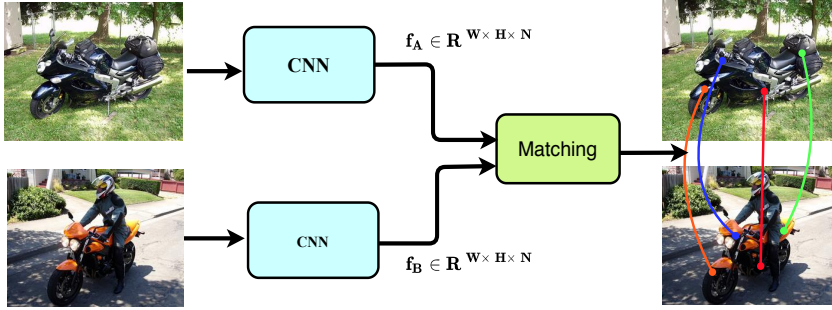 f_A ∈ R^{W× H× N}
CNN
Matching
CNN
f_B ∈ R^{W× H× N}